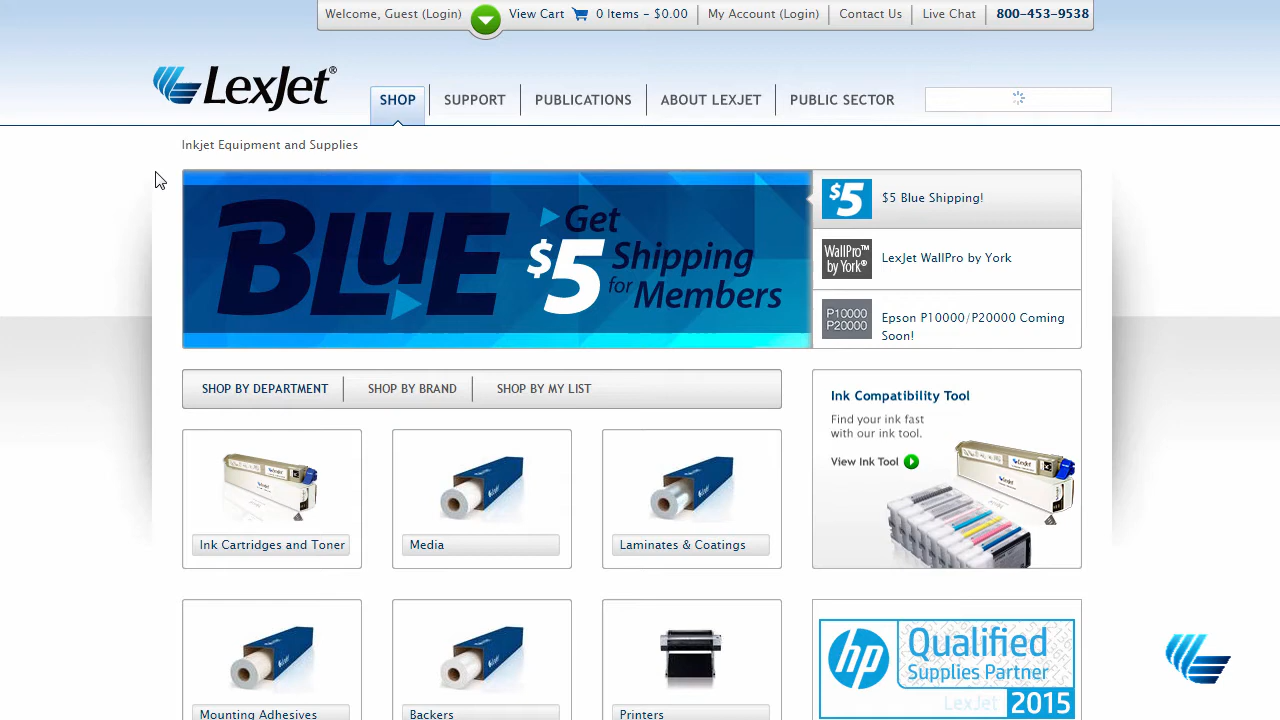 Welcome, Guest (Login)
View Cart 0 Items – $0.00
My Account (Login)
Contact Us
Live Chat
800–453–9538
LexJet®
SHOP
SUPPORT
PUBLICATIONS
ABOUT LEXJET
PUBLIC SECTOR
Inkjet Equipment and Supplies
BLUE
Get
$5 Shipping
for Members
$5
$5 Blue Shipping!
WallPro™
by York®
LexJet WallPro by York
P10000
P20000
Epson P10000/P20000 Coming
Soon!
SHOP BY DEPARTMENT
SHOP BY BRAND
SHOP BY MY LIST
Ink Compatibility Tool
Find your ink fast
with our ink tool.
View Ink Tool
Ink Cartridges and Toner
Media
Laminates & Coatings
Mounting Adhesives
Backers
Printers
hp
Qualified
Supplies Partner
LexJet 2015